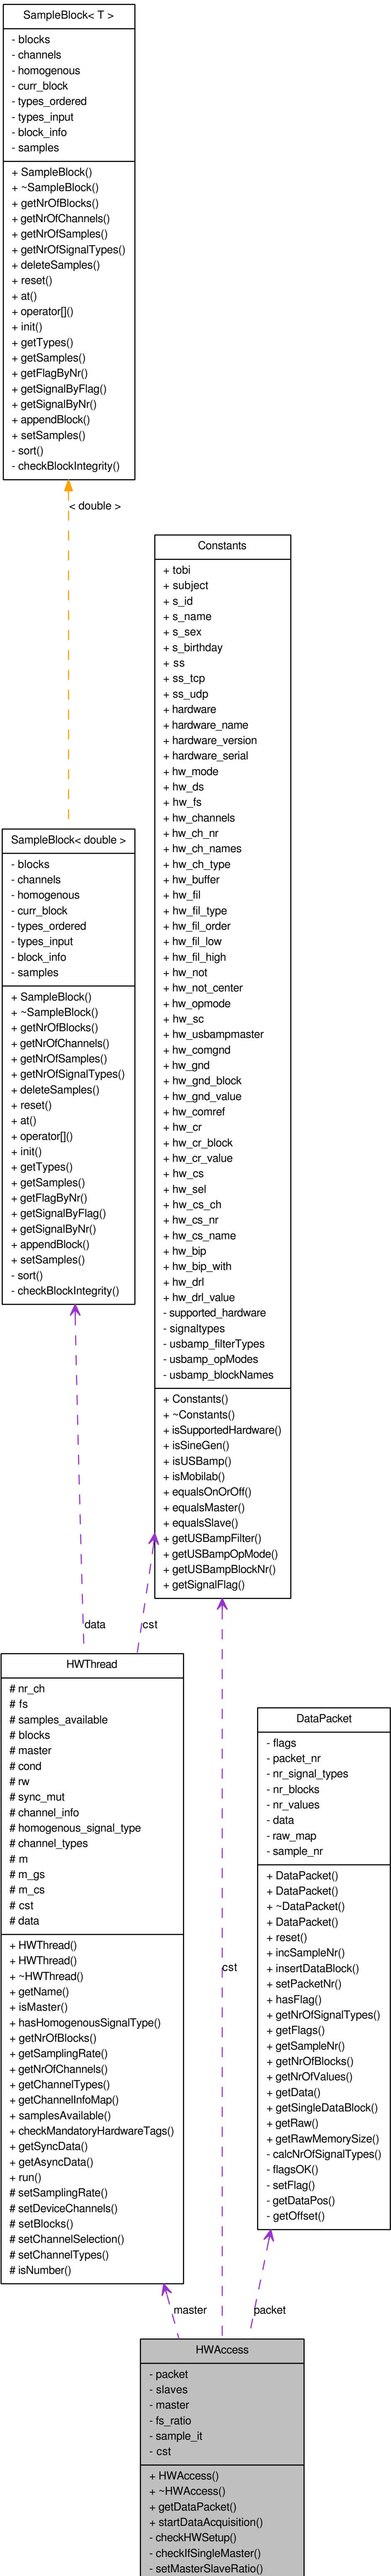 SampleBlock< T >
- blocks
- channels
- homogenous
- curr_block
- types_ordered
- types_input
- block_info
- samples
+ SampleBlock()
+ ~SampleBlock()
+ getNrOfBlocks()
+ getNrOfChannels()
+ getNrOfSamples()
+ getNrOfSignalTypes()
+ deleteSamples()
+ reset()
+ at()
+ operator[]()
+ init()
+ getTypes()
+ getSamples()
+ getFlagByNr()
+ getSignalByFlag()
+ getSignalByNr()
+ appendBlock()
+ setSamples()
- sort()
- checkBlockIntegrity()
< double >
Constants
+ tobi
+ subject
+ s_id
+ s_name
+ s_sex
+ s_birthday
+ ss
+ ss_tcp
+ ss_udp
+ hardware
+ hardware_name
+ hardware_version
+ hardware_serial
+ hw_mode
+ hw_ds
+ hw_fs
+ hw_channels
+ hw_ch_nr
+ hw_ch_names
+ hw_ch_type
+ hw_buffer
+ hw_fil
+ hw_fil_type
+ hw_fil_order
+ hw_fil_low
+ hw_fil_high
+ hw_not
+ hw_not_center
+ hw_opmode
+ hw_sc
+ hw_usbampmaster
+ hw_comgnd
+ hw_gnd
+ hw_gnd_block
+ hw_gnd_value
+ hw_comref
+ hw_cr
+ hw_cr_block
+ hw_cr_value
+ hw_cs
+ hw_sel
+ hw_cs_ch
+ hw_cs_nr
+ hw_cs_name
+ hw_bip
+ hw_bip_with
+ hw_drl
+ hw_drl_value
- supported_hardware
- signaltypes
- usbamp_filterTypes
- usbamp_opModes
- usbamp_blockNames
+ Constants()
+ ~Constants()
+ isSupportedHardware()
+ isSineGen()
+ isUSBamp()
+ isMobilab()
+ equalsOnOrOff()
+ equalsMaster()
+ equalsSlave()
+ getUSBampFilter()
+ getUSBampOpMode()
+ getUSBampBlockNr()
+ getSignalFlag()
SampleBlock< double >
- blocks
- channels
- homogenous
- curr_block
- types_ordered
- types_input
- block_info
- samples
+ SampleBlock()
+ ~SampleBlock()
+ getNrOfBlocks()
+ getNrOfChannels()
+ getNrOfSamples()
+ getNrOfSignalTypes()
+ deleteSamples()
+ reset()
+ at()
+ operator[]()
+ init()
+ getTypes()
+ getSamples()
+ getFlagByNr()
+ getSignalByFlag()
+ getSignalByNr()
+ appendBlock()
+ setSamples()
- sort()
- checkBlockIntegrity()
data
cst
HWThread
# nr_ch
# fs
# samples_available
# blocks
# master
# cond
# rw
# sync_mut
# channel_info
# homogenous_signal_type
# channel_types
# m
# m_gs
# m_cs
# cst
# data
+ HWThread()
+ HWThread()
+ ~HWThread()
+ getName()
+ isMaster()
+ hasHomogenousSignalType()
+ getNrOfBlocks()
+ getSamplingRate()
+ getNrOfChannels()
+ getChannelTypes()
+ getChannelInfoMap()
+ samplesAvailable()
+ checkMandatoryHardwareTags()
+ getSyncData()
+ getAsyncData()
+ run()
# setSamplingRate()
# setDeviceChannels()
# setBlocks()
# setChannelSelection()
# setChannelTypes()
# isNumber()
cst
DataPacket
- flags
- packet_nr
- nr_signal_types
- nr_blocks
- nr_values
- data
- raw_map
- sample_nr
+ DataPacket()
+ DataPacket()
+ ~DataPacket()
+ DataPacket()
+ reset()
+ incSampleNr()
+ insertDataBlock()
+ setPacketNr()
+ hasFlag()
+ getNrOfSignalTypes()
+ getFlags()
+ getSampleNr()
+ getNrOfBlocks()
+ getNrOfValues()
+ getData()
+ getSingleDataBlock()
+ getRaw()
+ getRawMemorySize()
- calcNrOfSignalTypes()
- flagsOK()
- setFlag()
- getDataPos()
- getOffset()
master
packet
HWAccess
- packet
- slaves
- master
- fs_ratio
- sample_it
- cst
+ HWAccess()
+ ~HWAccess()
+ getDataPacket()
+ startDataAcquisition()
- checkHWSetup()
- checkIfSingleMaster()
- setMasterSlaveRatio()